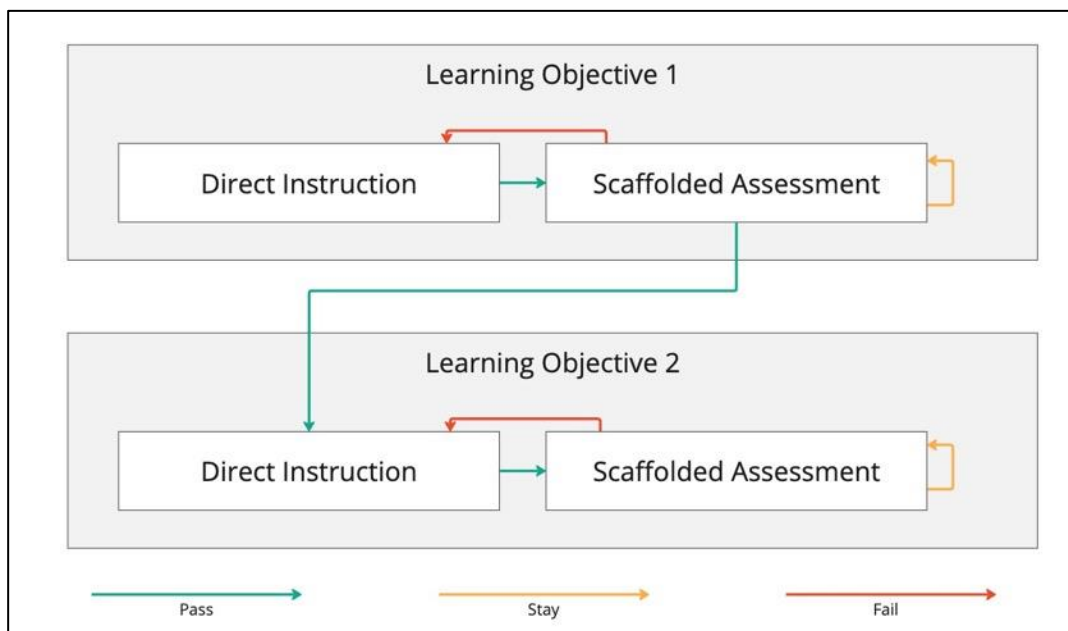 Learning Objective 1
Direct Instruction
Scaffolded Assessment
Learning Objective 2
Direct Instruction
Scaffolded Assessment
Pass
Stay
Fail